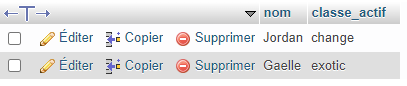 nom classe_actif
Éditer Copier Supprimer Jordan change
Éditer Copier Supprimer Gaelle exotic